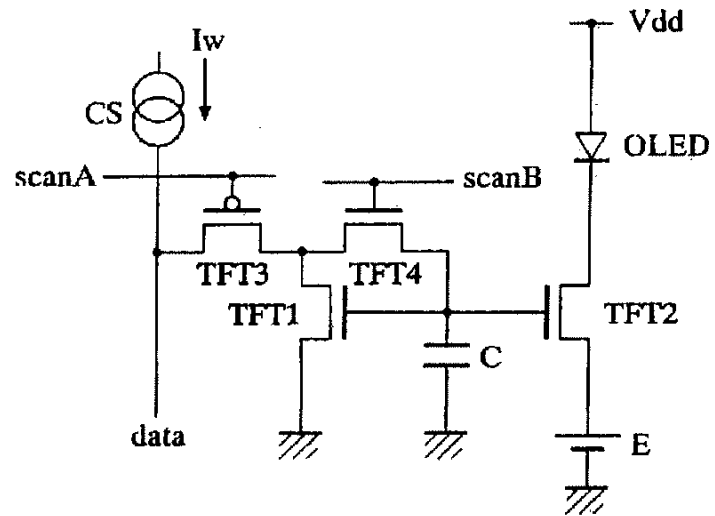 Iw
Vdd
CS
OLED
scanA
scanB
TFT3
TFT4
TFT1
TFT2
C
data
E